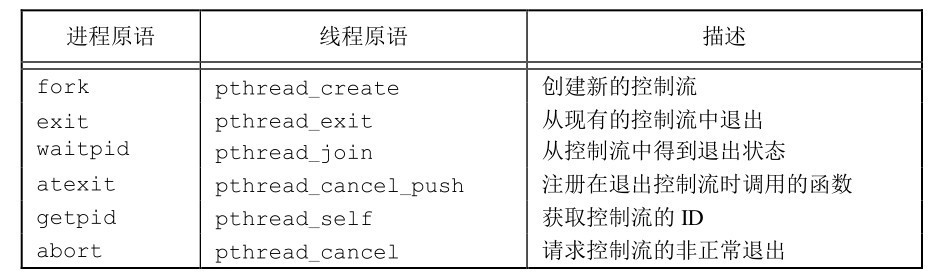 进程原语 线程原语 描述
fork pthread_create 创建新的控制流
exit pthread_exit 从现有的控制流中退出
waitpid pthread_join 从控制流中得到退出状态
atexit pthread_cancel_push 注册在退出控制流时调用的函数
getpid pthread_self 获取控制流的 ID
abort pthread_cancel 请求控制流的非正常退出